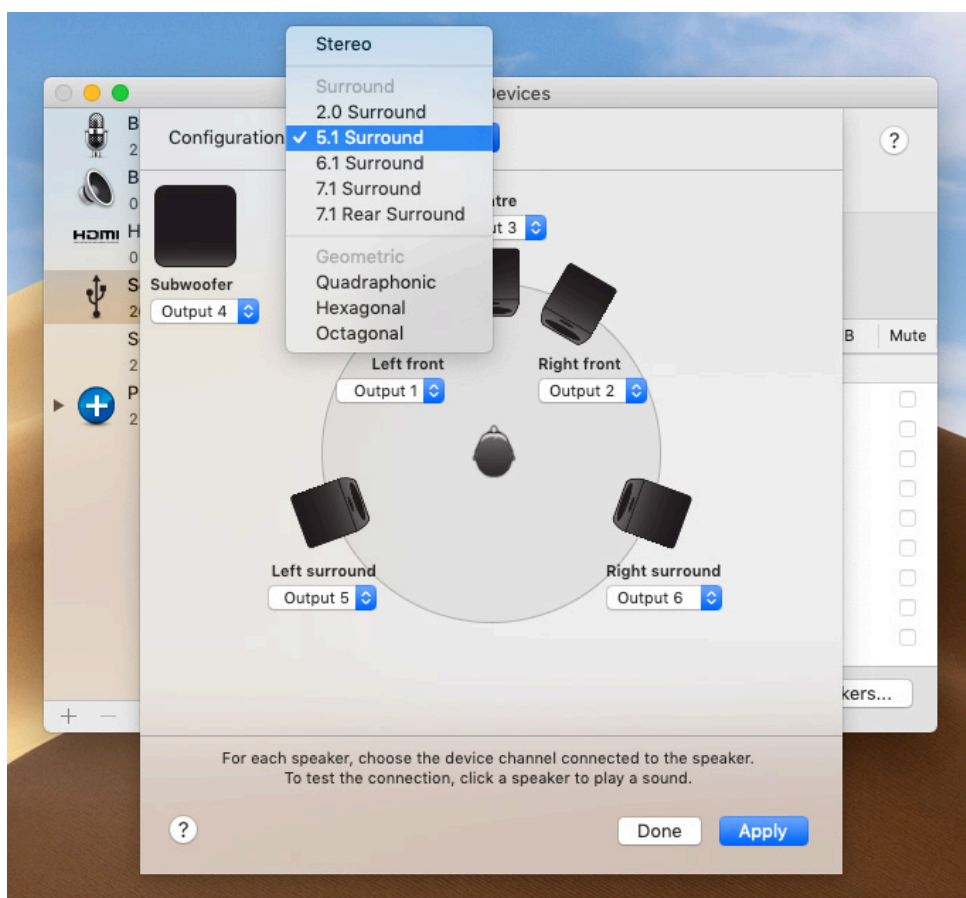 Stereo
Surround
2.0 Surround
✓ 5.1 Surround
6.1 Surround
7.1 Surround
7.1 Rear Surround
Geometric
Quadraphonic
Hexagonal
Octagonal
Configuration
?
HDMI
Subwoofer
Output 4
Left front
Output 1
Right front
Output 2
B Mute
Left surround
Output 5
Right surround
Output 6
For each speaker, choose the device channel connected to the speaker.
To test the connection, click a speaker to play a sound.
?
Done
Apply